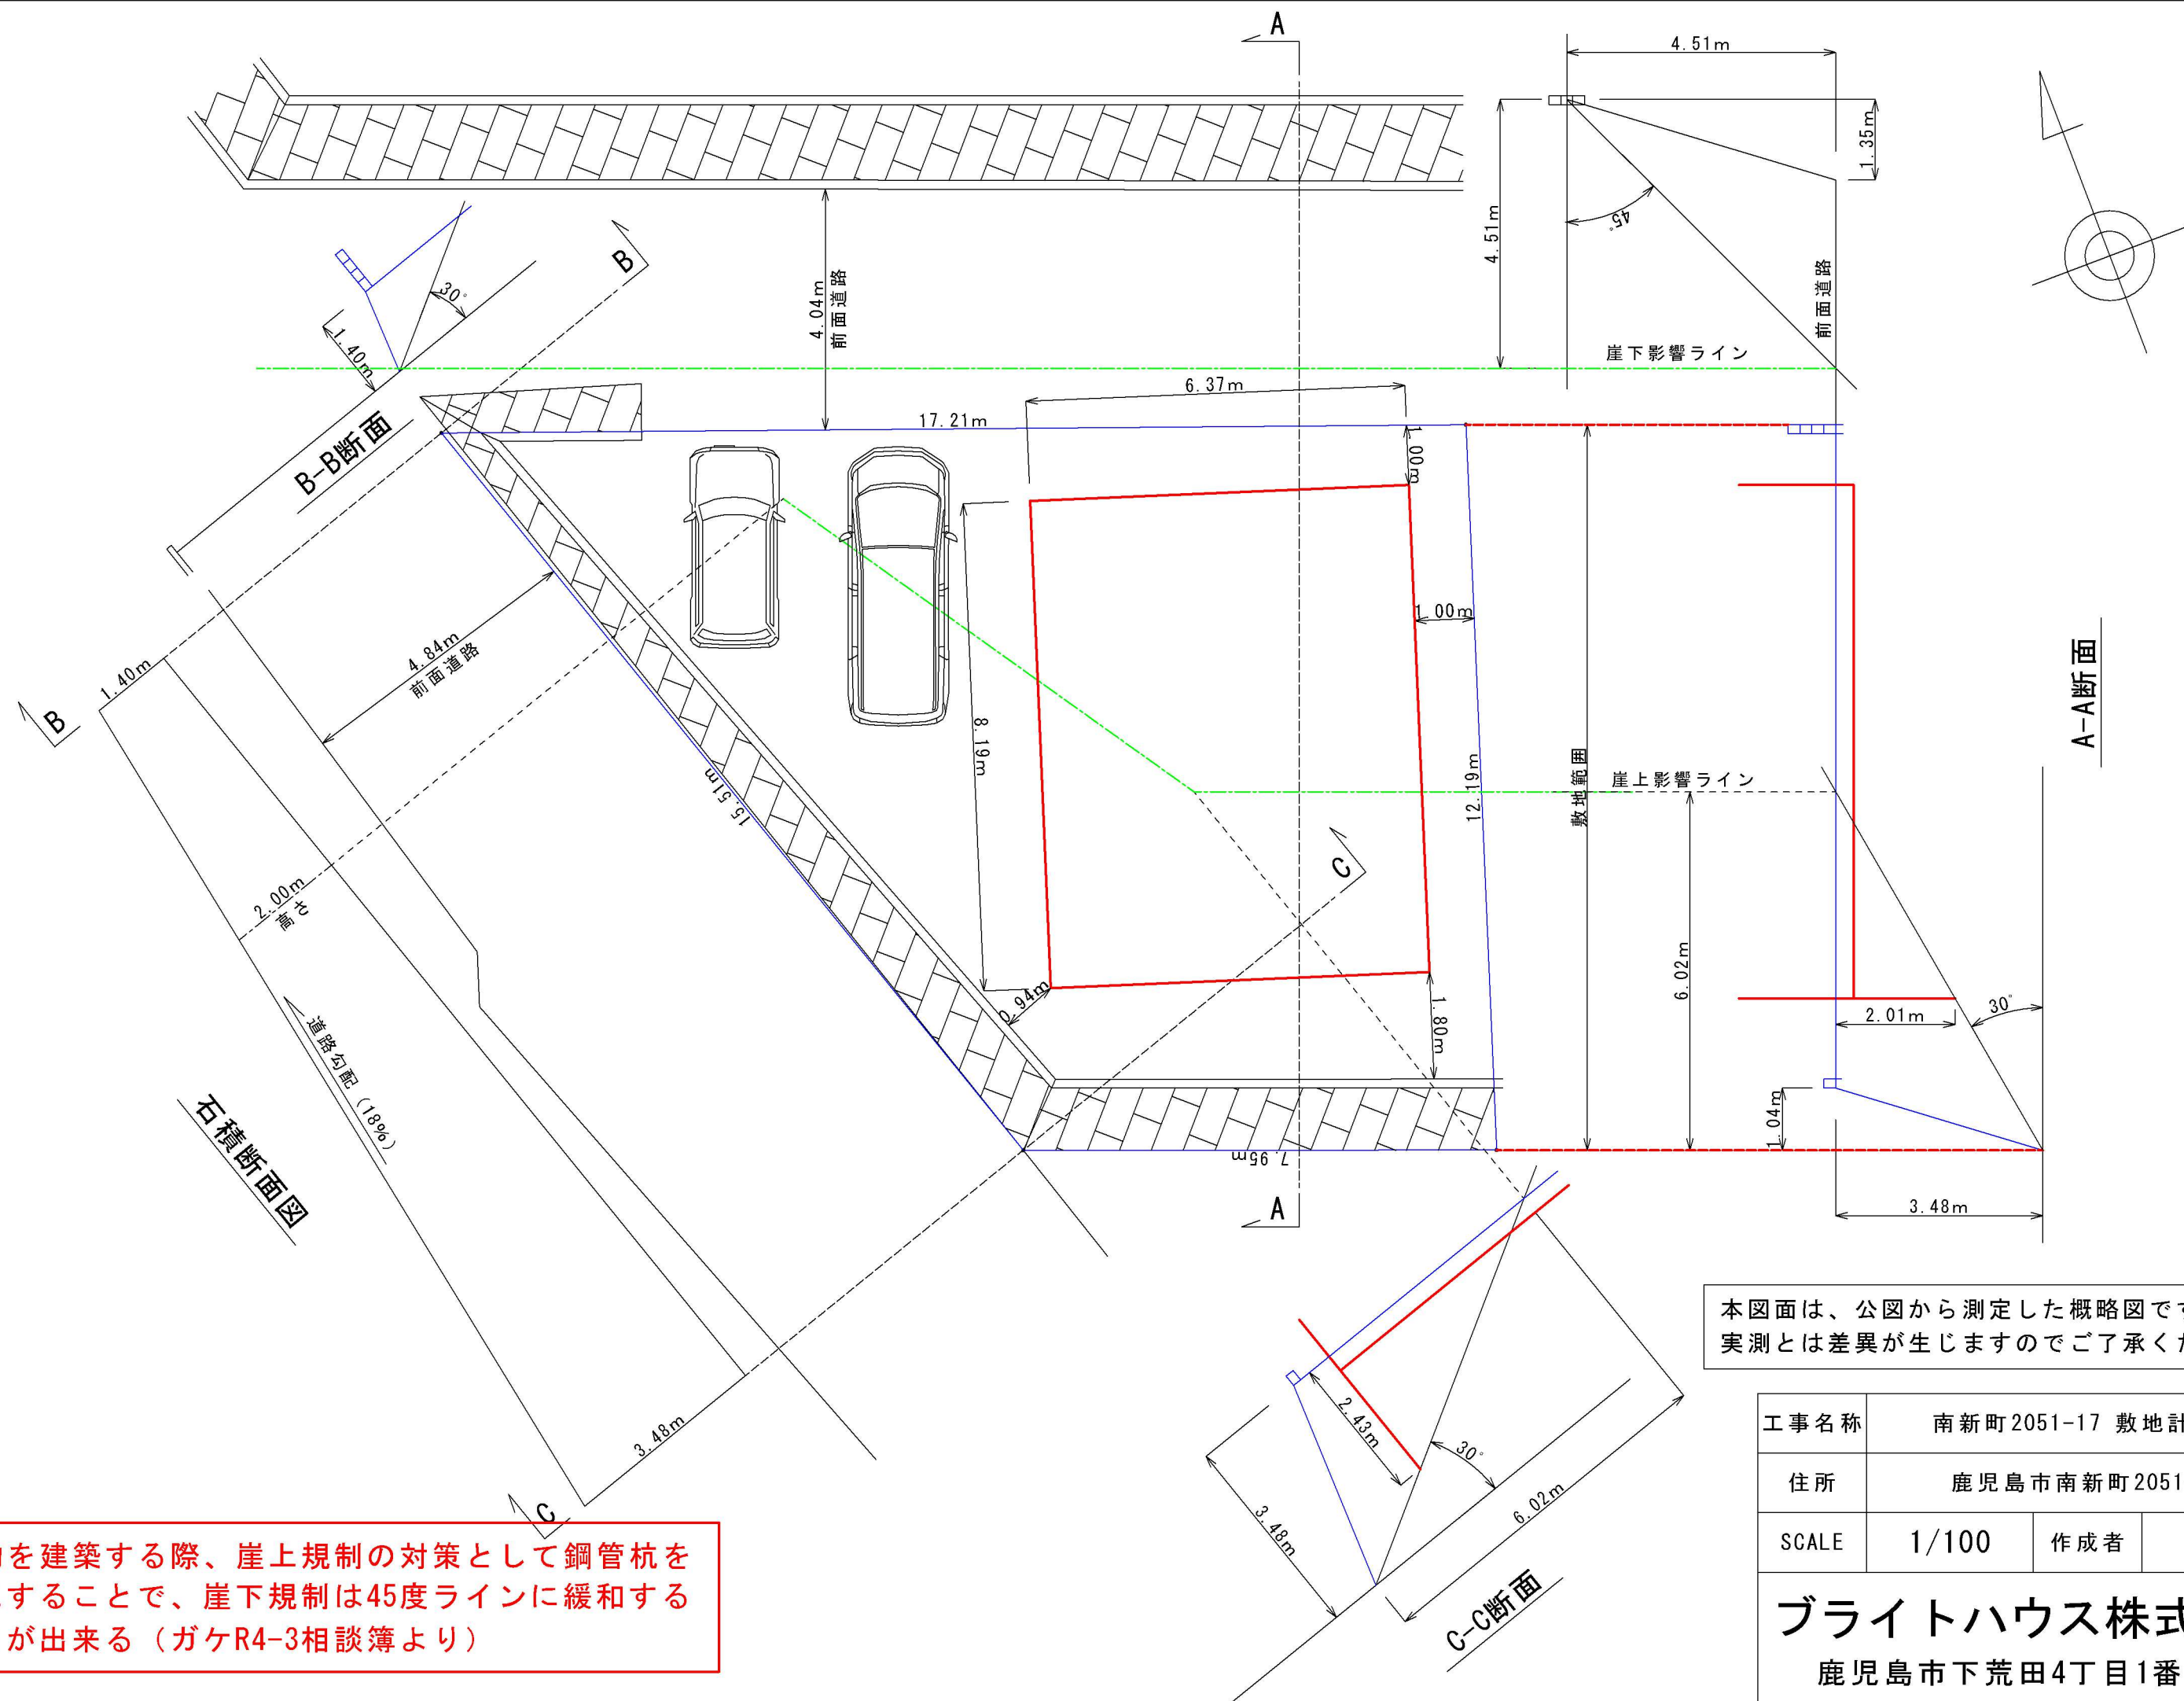 A
4.51m
1.35m
4.51m
45°
前面道路
崖下影響ライン
B
30°
1.40m
B-B断面
4.04m
前面道路
17.21m
6.37m
1.00m
1.00m
8.19m
12.19m
敷地範囲
崖上影響ライン
A-A断面
6.02m
2.01m
30°
1.04m
3.48m
4.84m
前面道路
1.40m
B
15.51m
2.00m
高さ
道路勾配(18%)
石積断面図
0.94m
1.80m
C
7.95m
A
3.48m
C
2.43m
30°
3.48m
6.02m
C-C断面
本図面は、公図から測定した概略図です
実測とは差異が生じますのでご了承くだ
工事名称 南新町2051-17 敷地計
住所 鹿児島市南新町2051
SCALE 1/100 作成者
ブライトハウス株式
鹿児島市下荒田4丁目1番
を建築する際、崖上規制の対策として鋼管杭を
することで、崖下規制は45度ラインに緩和する
が出来る（ガケR4-3相談簿より）